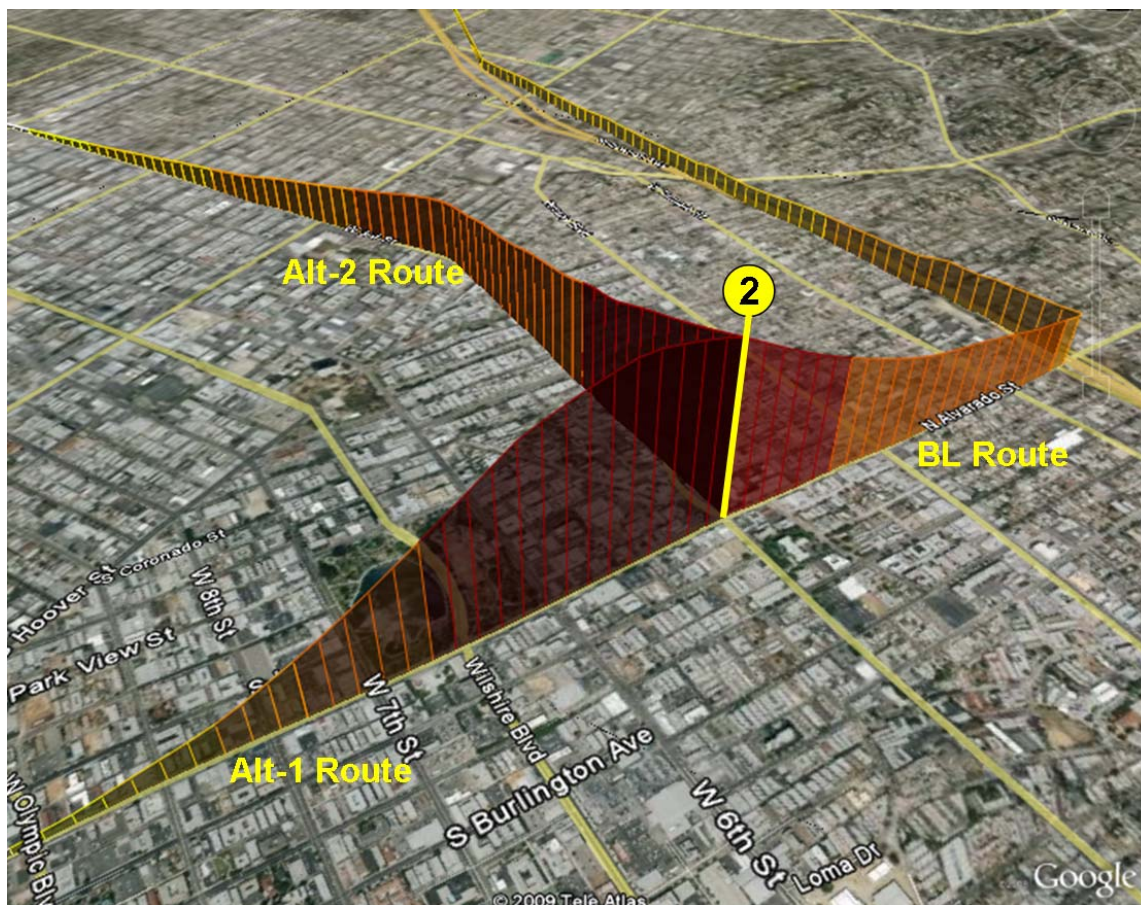 2
Alt-2 Route
N Alvarado St
BL Route
S Coronado St
S Hoover St
W 8th St
Park View St
W 7th St
Wilshire Blvd
Alt-1 Route
W Olympic Blv
S Burlington Ave
W 6th St
Loma Dr
Google
© 2009 Tele Atlas